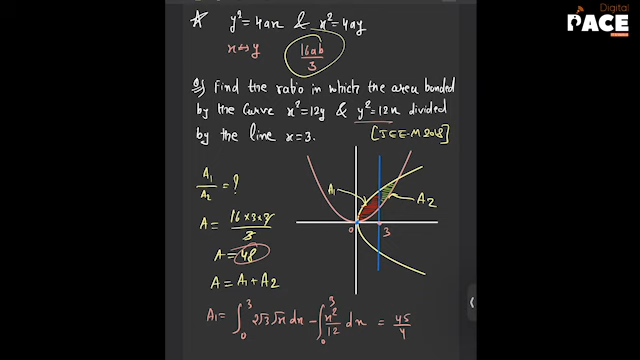 Digital
PACE
y² = 4ax & x² = 4ay
x↔y
16ab/3
Q) Find the ratio in which the area bonded
by the curve x²=12y & y²=12x divided
by the line x=3. [JEE-M 2018]
A₁/A₂ = ?
A₁
A₂
A = 16×3×3/3
0 3
A = 48
A = A₁ + A₂
A₁ = ∫₀³ 2√3 √x dx − ∫₀³ x²/12 dx = 45/4